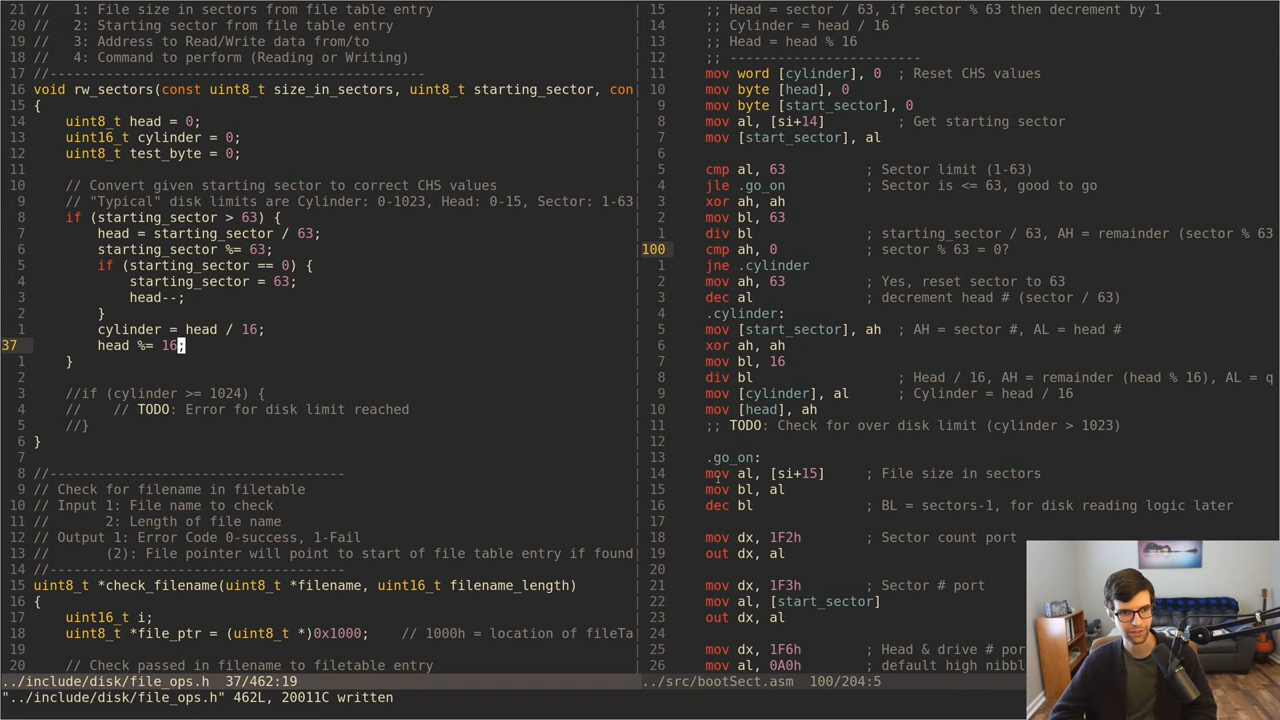 21 //   1: File size in sectors from file table entry
20 //   2: Starting sector from file table entry
19 //   3: Address to Read/Write data from/to
18 //   4: Command to perform (Reading or Writing)
17 //-----------------------------------------------
16 void rw_sectors(const uint8_t size_in_sectors, uint8_t starting_sector, con
15 {
14     uint8_t head = 0;
13     uint16_t cylinder = 0;
12     uint8_t test_byte = 0;
11
10     // Convert given starting sector to correct CHS values
9     // "Typical" disk limits are Cylinder: 0-1023, Head: 0-15, Sector: 1-63
8     if (starting_sector > 63) {
7         head = starting_sector / 63;
6         starting_sector %= 63;
5         if (starting_sector == 0) {
4             starting_sector = 63;
3             head--;
2         }
1         cylinder = head / 16;
37         head %= 16;
1     }
2
3     //if (cylinder >= 1024) {
4     //    // TODO: Error for disk limit reached
5     //}
6 }
7
8 //-------------------------------------
9 // Check for filename in filetable
10 // Input 1: File name to check
11 //       2: Length of file name
12 // Output 1: Error Code 0-success, 1-Fail
13 //       (2): File pointer will point to start of file table entry if found
14 //-------------------------------------
15 uint8_t *check_filename(uint8_t *filename, uint16_t filename_length)
16 {
17     uint16_t i;
18     uint8_t *file_ptr = (uint8_t *)0x1000;    // 1000h = location of fileTa
19
20     // Check passed in filename to filetable entry
../include/disk/file_ops.h  37/462:19
"../include/disk/file_ops.h" 462L, 20011C written
15     ;; Head = sector / 63, if sector % 63 then decrement by 1
14     ;; Cylinder = head / 16
13     ;; Head = head % 16
12     ;; ------------------------
11     mov word [cylinder], 0  ; Reset CHS values
10     mov byte [head], 0
9     mov byte [start_sector], 0
8     mov al, [si+14]         ; Get starting sector
7     mov [start_sector], al
6
5     cmp al, 63          ; Sector limit (1-63)
4     jle .go_on          ; Sector is <= 63, good to go
3     xor ah, ah
2     mov bl, 63
1     div bl              ; starting_sector / 63, AH = remainder (sector % 63
100     cmp ah, 0           ; sector % 63 = 0?
1     jne .cylinder
2     mov ah, 63          ; Yes, reset sector to 63
3     dec al              ; decrement head # (sector / 63)
4     .cylinder:
5     mov [start_sector], ah  ; AH = sector #, AL = head #
6     xor ah, ah
7     mov bl, 16
8     div bl                  ; Head / 16, AH = remainder (head % 16), AL = q
9     mov [cylinder], al      ; Cylinder = head / 16
10     mov [head], ah
11     ;; TODO: Check for over disk limit (cylinder > 1023)
12
13     .go_on:
14     mov al, [si+15]     ; File size in sectors
15     mov bl, al
16     dec bl              ; BL = sectors-1, for disk reading logic later
17
18     mov dx, 1F2h        ; Sector count port
19     out dx, al
20
21     mov dx, 1F3h        ; Sector # port
22     mov al, [start_sector]
23     out dx, al
24
25     mov dx, 1F6h        ; Head & drive # por
26     mov al, 0A0h        ; default high nibbl
../src/bootSect.asm  100/204:5